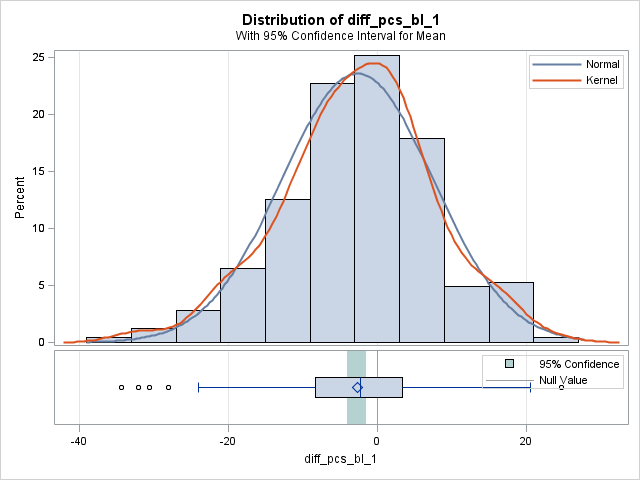 Distribution of diff_pcs_bl_1
With 95% Confidence Interval for Mean
25
20
15
10
5
0
Percent
Normal
Kernel
95% Confidence
Null Value
-40 -20 0 20
diff_pcs_bl_1